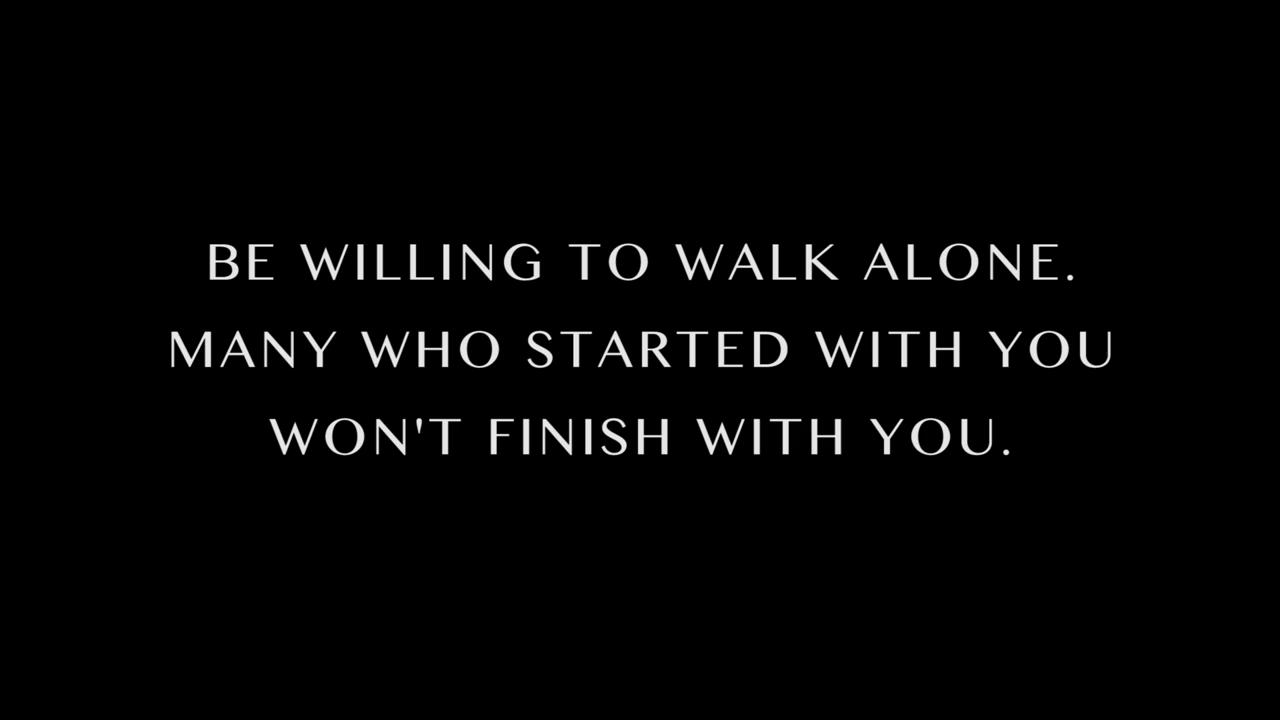 BE WILLING TO WALK ALONE.
MANY WHO STARTED WITH YOU
WON'T FINISH WITH YOU.